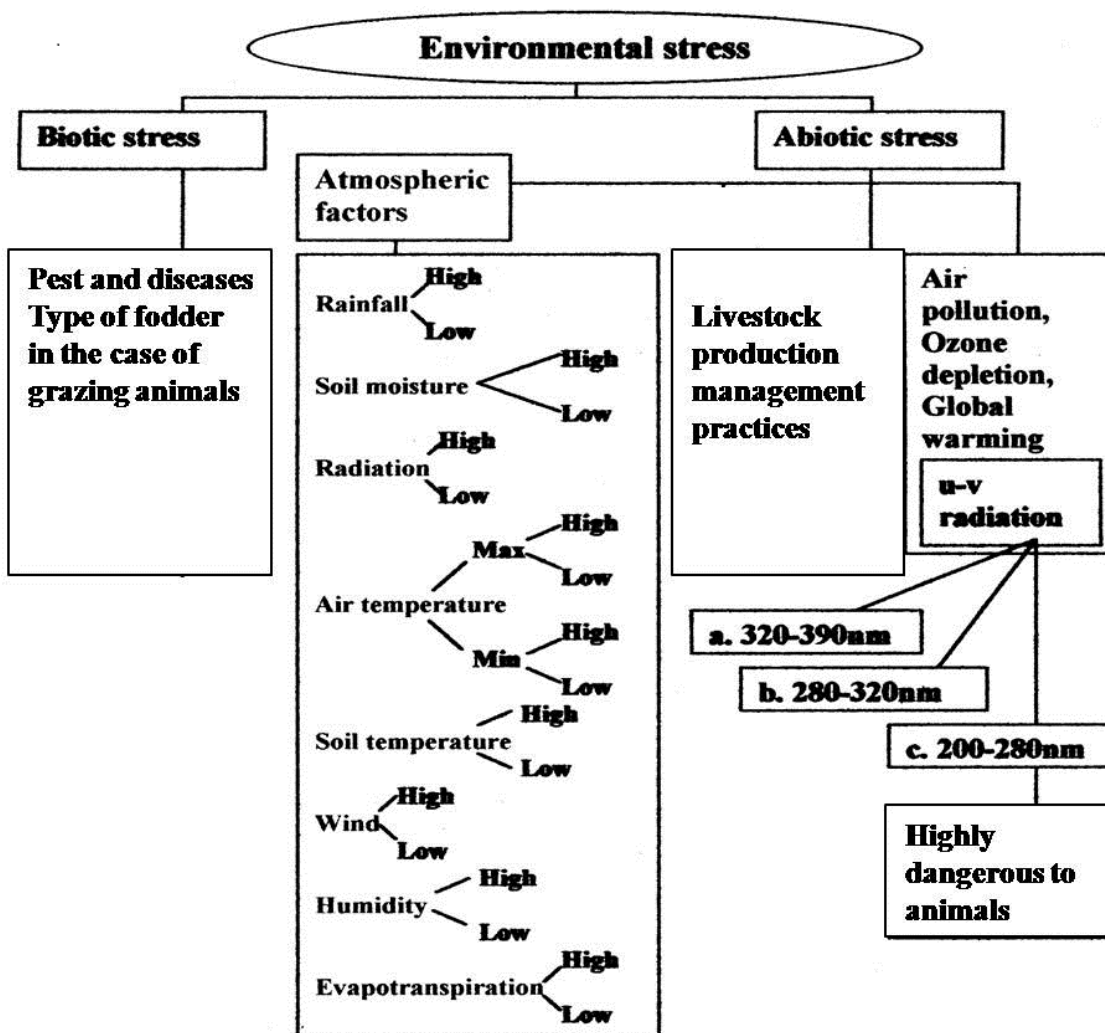 Environmental stress
Biotic stress
Abiotic stress
Atmospheric
factors
Pest and diseases
Type of fodder
in the case of
grazing animals
High
Rainfall
Low
High
Soil moisture
Low
High
Radiation
Low
High
Max
Low
Air temperature
High
Min
Low
High
Soil temperature
Low
High
Wind
Low
High
Humidity
Low
High
Evapotranspiration
Low
Livestock
production
management
practices
Air
pollution,
Ozone
depletion,
Global
warming
u-v
radiation
a. 320-390nm
b. 280-320nm
c. 200-280nm
Highly
dangerous to
animals